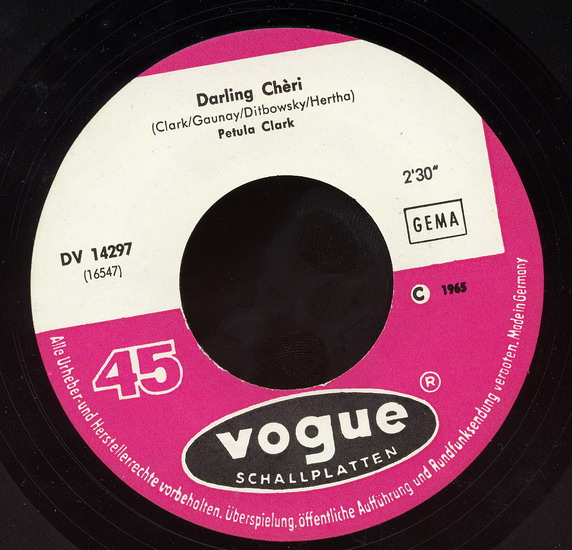 Darling Chèri
(Clark/Gaunay/Ditbowsky/Hertha)
Petula Clark
2'30"
GEMA
DV 14297
(16547)
C 1965
45
®
vogue
SCHALLPLATTEN
Alle Urheber-und Herstellerrechte vorbehalten. Überspielung, öffentliche Aufführung und Rundfunksendung verboten. Made in Germany